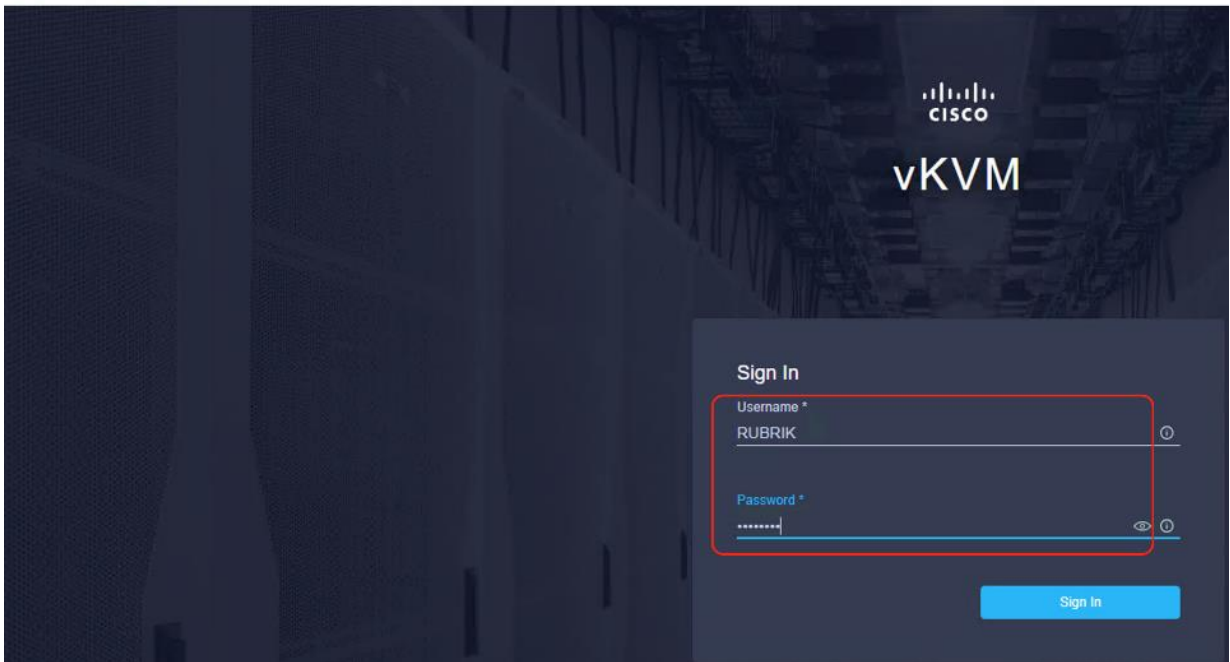 CISCO
vKVM
Sign In
Username *
RUBRIK
Password *
••••••••
Sign In